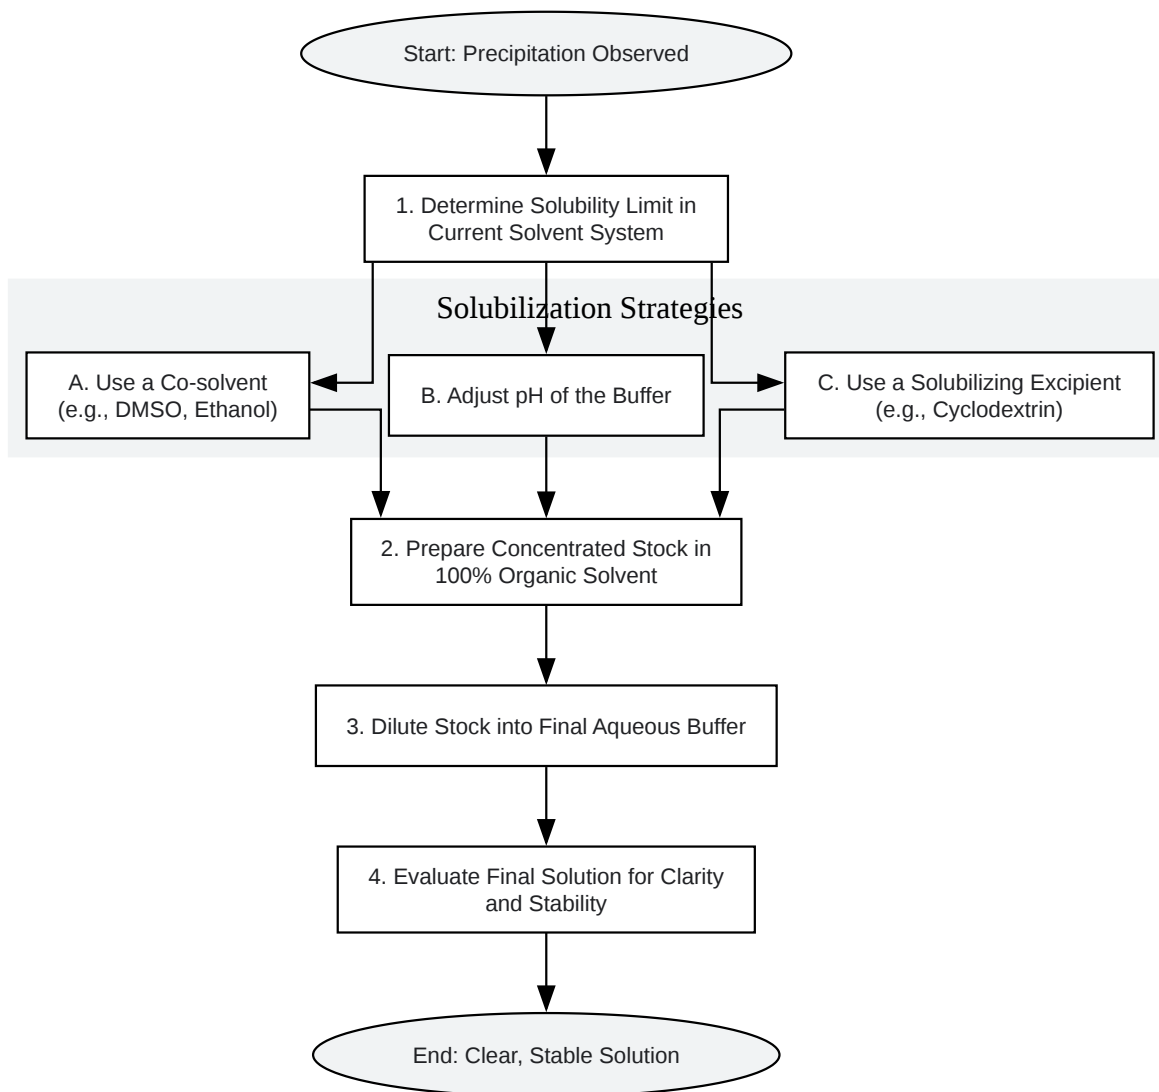 Start: Precipitation Observed
1. Determine Solubility Limit in
Current Solvent System
Solubilization Strategies
A. Use a Co-solvent
(e.g., DMSO, Ethanol)
B. Adjust pH of the Buffer
C. Use a Solubilizing Excipient
(e.g., Cyclodextrin)
2. Prepare Concentrated Stock in
100% Organic Solvent
3. Dilute Stock into Final Aqueous Buffer
4. Evaluate Final Solution for Clarity
and Stability
End: Clear, Stable Solution